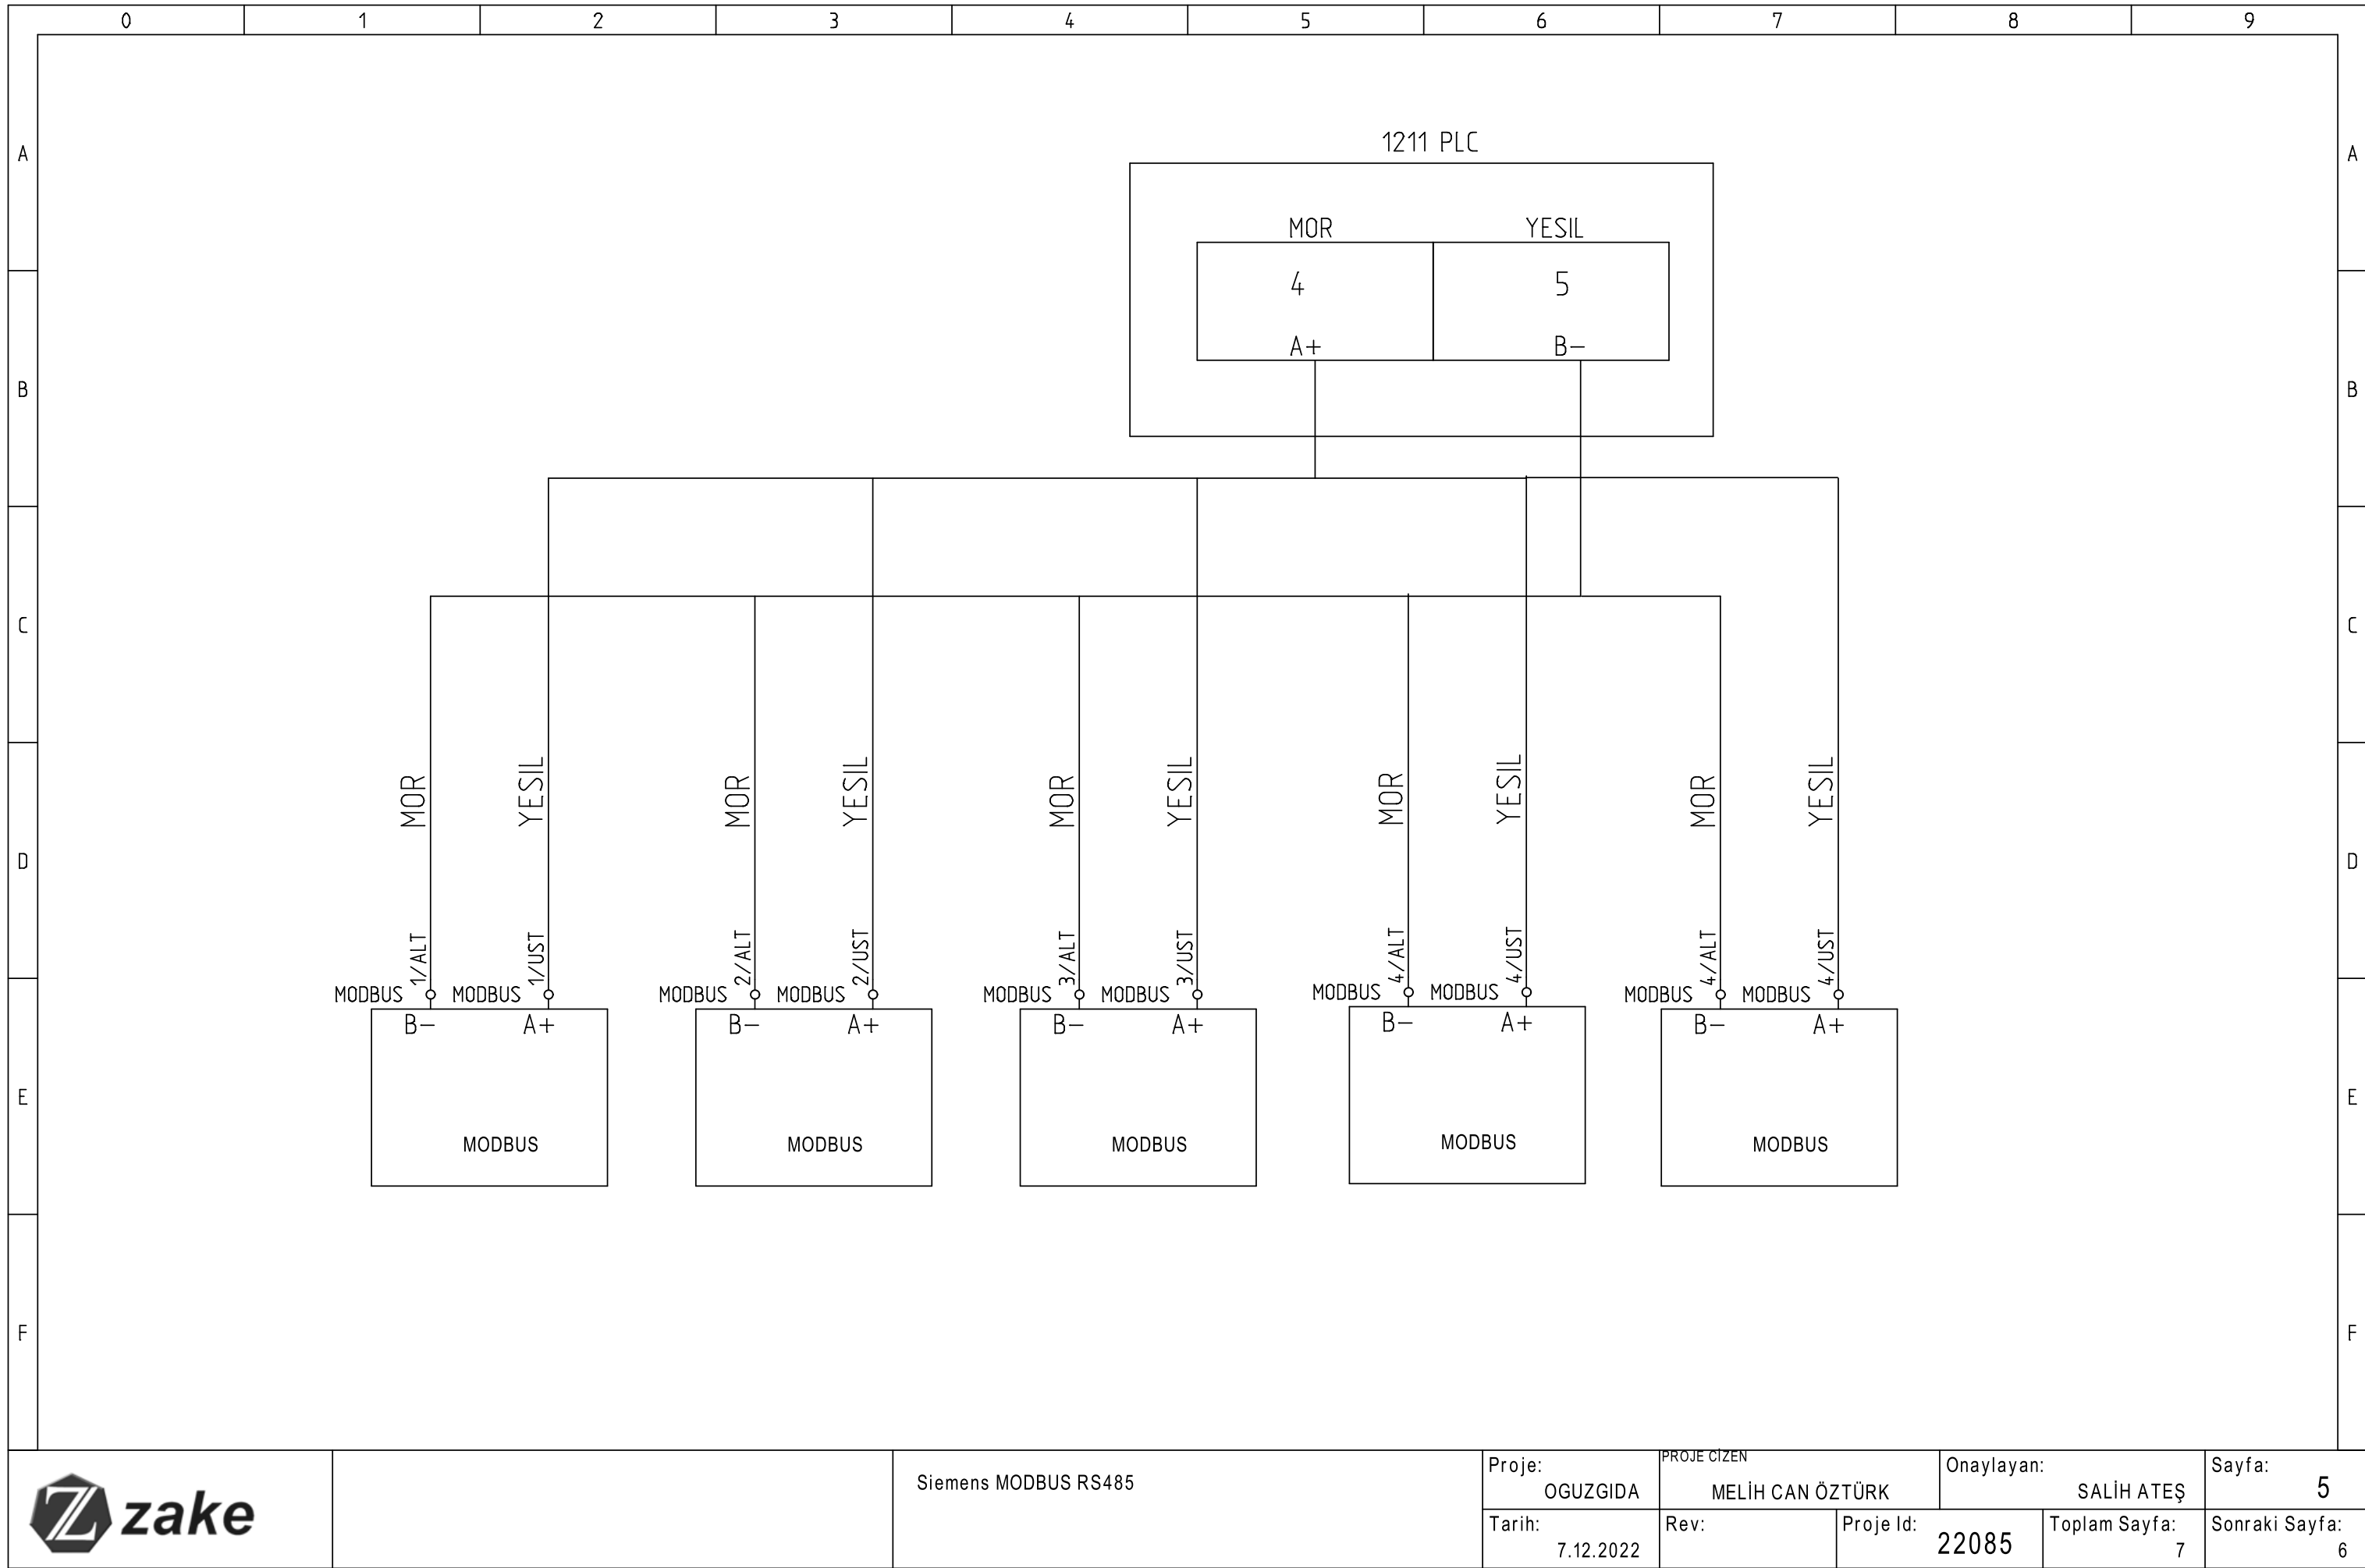 0 1 2 3 4 5 6 7 8 9
A A
1211 PLC
MOR YESIL
4 5
A+ B-
B B
C C
MOR YESIL MOR YESIL MOR YESIL MOR YESIL MOR YESIL
D D
1/ALT 1/UST 2/ALT 2/UST 3/ALT 3/UST 4/ALT 4/UST 4/ALT 4/UST
MODBUS MODBUS MODBUS MODBUS MODBUS MODBUS MODBUS MODBUS MODBUS MODBUS
B- A+ B- A+ B- A+ B- A+ B- A+
E E
MODBUS MODBUS MODBUS MODBUS MODBUS
F F
Z zake
Siemens MODBUS RS485
Proje:
OGUZGIDA
PROJE CİZEN
MELİH CAN ÖZTÜRK
Onaylayan:
SALİH ATEŞ
Sayfa:
5
Tarih:
7.12.2022
Rev:
Proje Id:
22085
Toplam Sayfa:
7
Sonraki Sayfa:
6